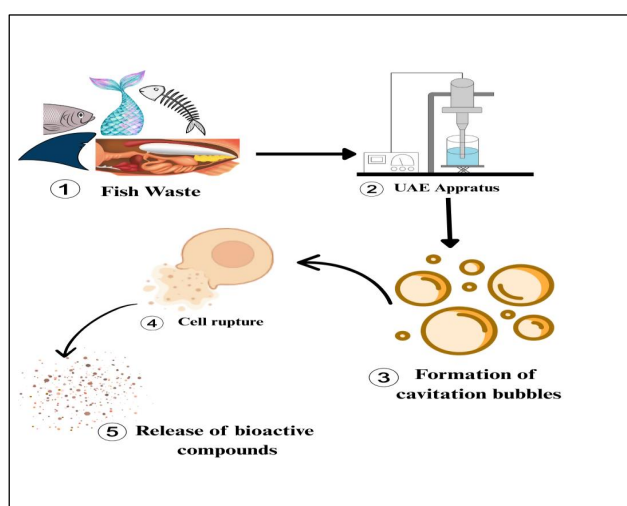 ① Fish Waste
② UAE Appratus
③ Formation of
cavitation bubbles
④ Cell rupture
⑤ Release of bioactive
compounds